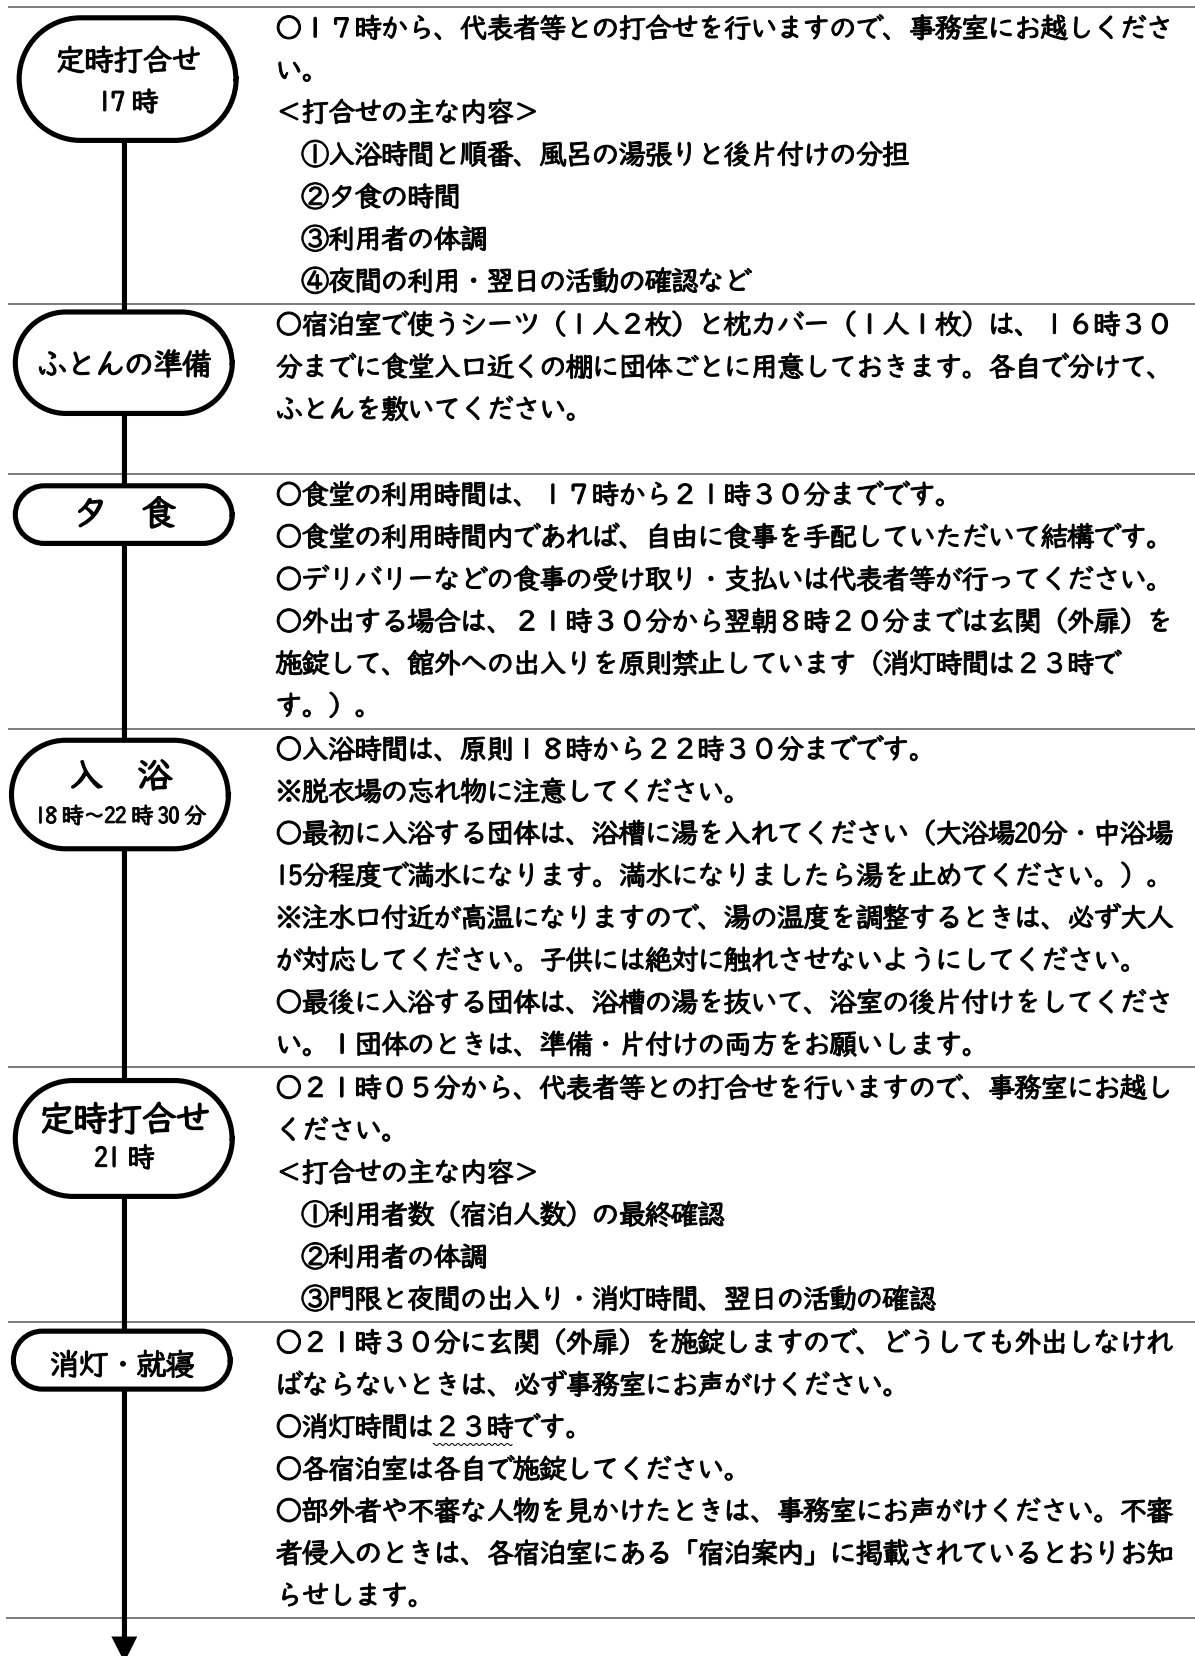 定時打合せ
17時
〇１７時から、代表者等との打合せを行いますので、事務室にお越しくださ
い。
＜打合せの主な内容＞
①入浴時間と順番、風呂の湯張りと後片付けの分担
②夕食の時間
③利用者の体調
④夜間の利用・翌日の活動の確認など
ふとんの準備
〇宿泊室で使うシーツ（１人２枚）と枕カバー（１人１枚）は、１６時３０
分までに食堂入口近くの棚に団体ごとに用意しておきます。各自で分けて、
ふとんを敷いてください。
夕　食
〇食堂の利用時間は、１７時から２１時３０分までです。
〇食堂の利用時間内であれば、自由に食事を手配していただいて結構です。
〇デリバリーなどの食事の受け取り・支払いは代表者等が行ってください。
〇外出する場合は、２１時３０分から翌朝８時２０分までは玄関（外扉）を
施錠して、館外への出入りを原則禁止しています（消灯時間は２３時で
す。）。
入　浴
18時～22時30分
〇入浴時間は、原則１８時から２２時３０分までです。
※脱衣場の忘れ物に注意してください。
〇最初に入浴する団体は、浴槽に湯を入れてください（大浴場20分・中浴場
15分程度で満水になります。満水になりましたら湯を止めてください。）。
※注水口付近が高温になりますので、湯の温度を調整するときは、必ず大人
が対応してください。子供には絶対に触れさせないようにしてください。
〇最後に入浴する団体は、浴槽の湯を抜いて、浴室の後片付けをしてくださ
い。１団体のときは、準備・片付けの両方をお願いします。
定時打合せ
21時
〇２１時０５分から、代表者等との打合せを行いますので、事務室にお越し
ください。
＜打合せの主な内容＞
①利用者数（宿泊人数）の最終確認
②利用者の体調
③門限と夜間の出入り・消灯時間、翌日の活動の確認
消灯・就寝
〇２１時３０分に玄関（外扉）を施錠しますので、どうしても外出しなけれ
ばならないときは、必ず事務室にお声がけください。
〇消灯時間は２３時です。
〇各宿泊室は各自で施錠してください。
〇部外者や不審な人物を見かけたときは、事務室にお声がけください。不審
者侵入のときは、各宿泊室にある「宿泊案内」に掲載されているとおりお知
らせします。